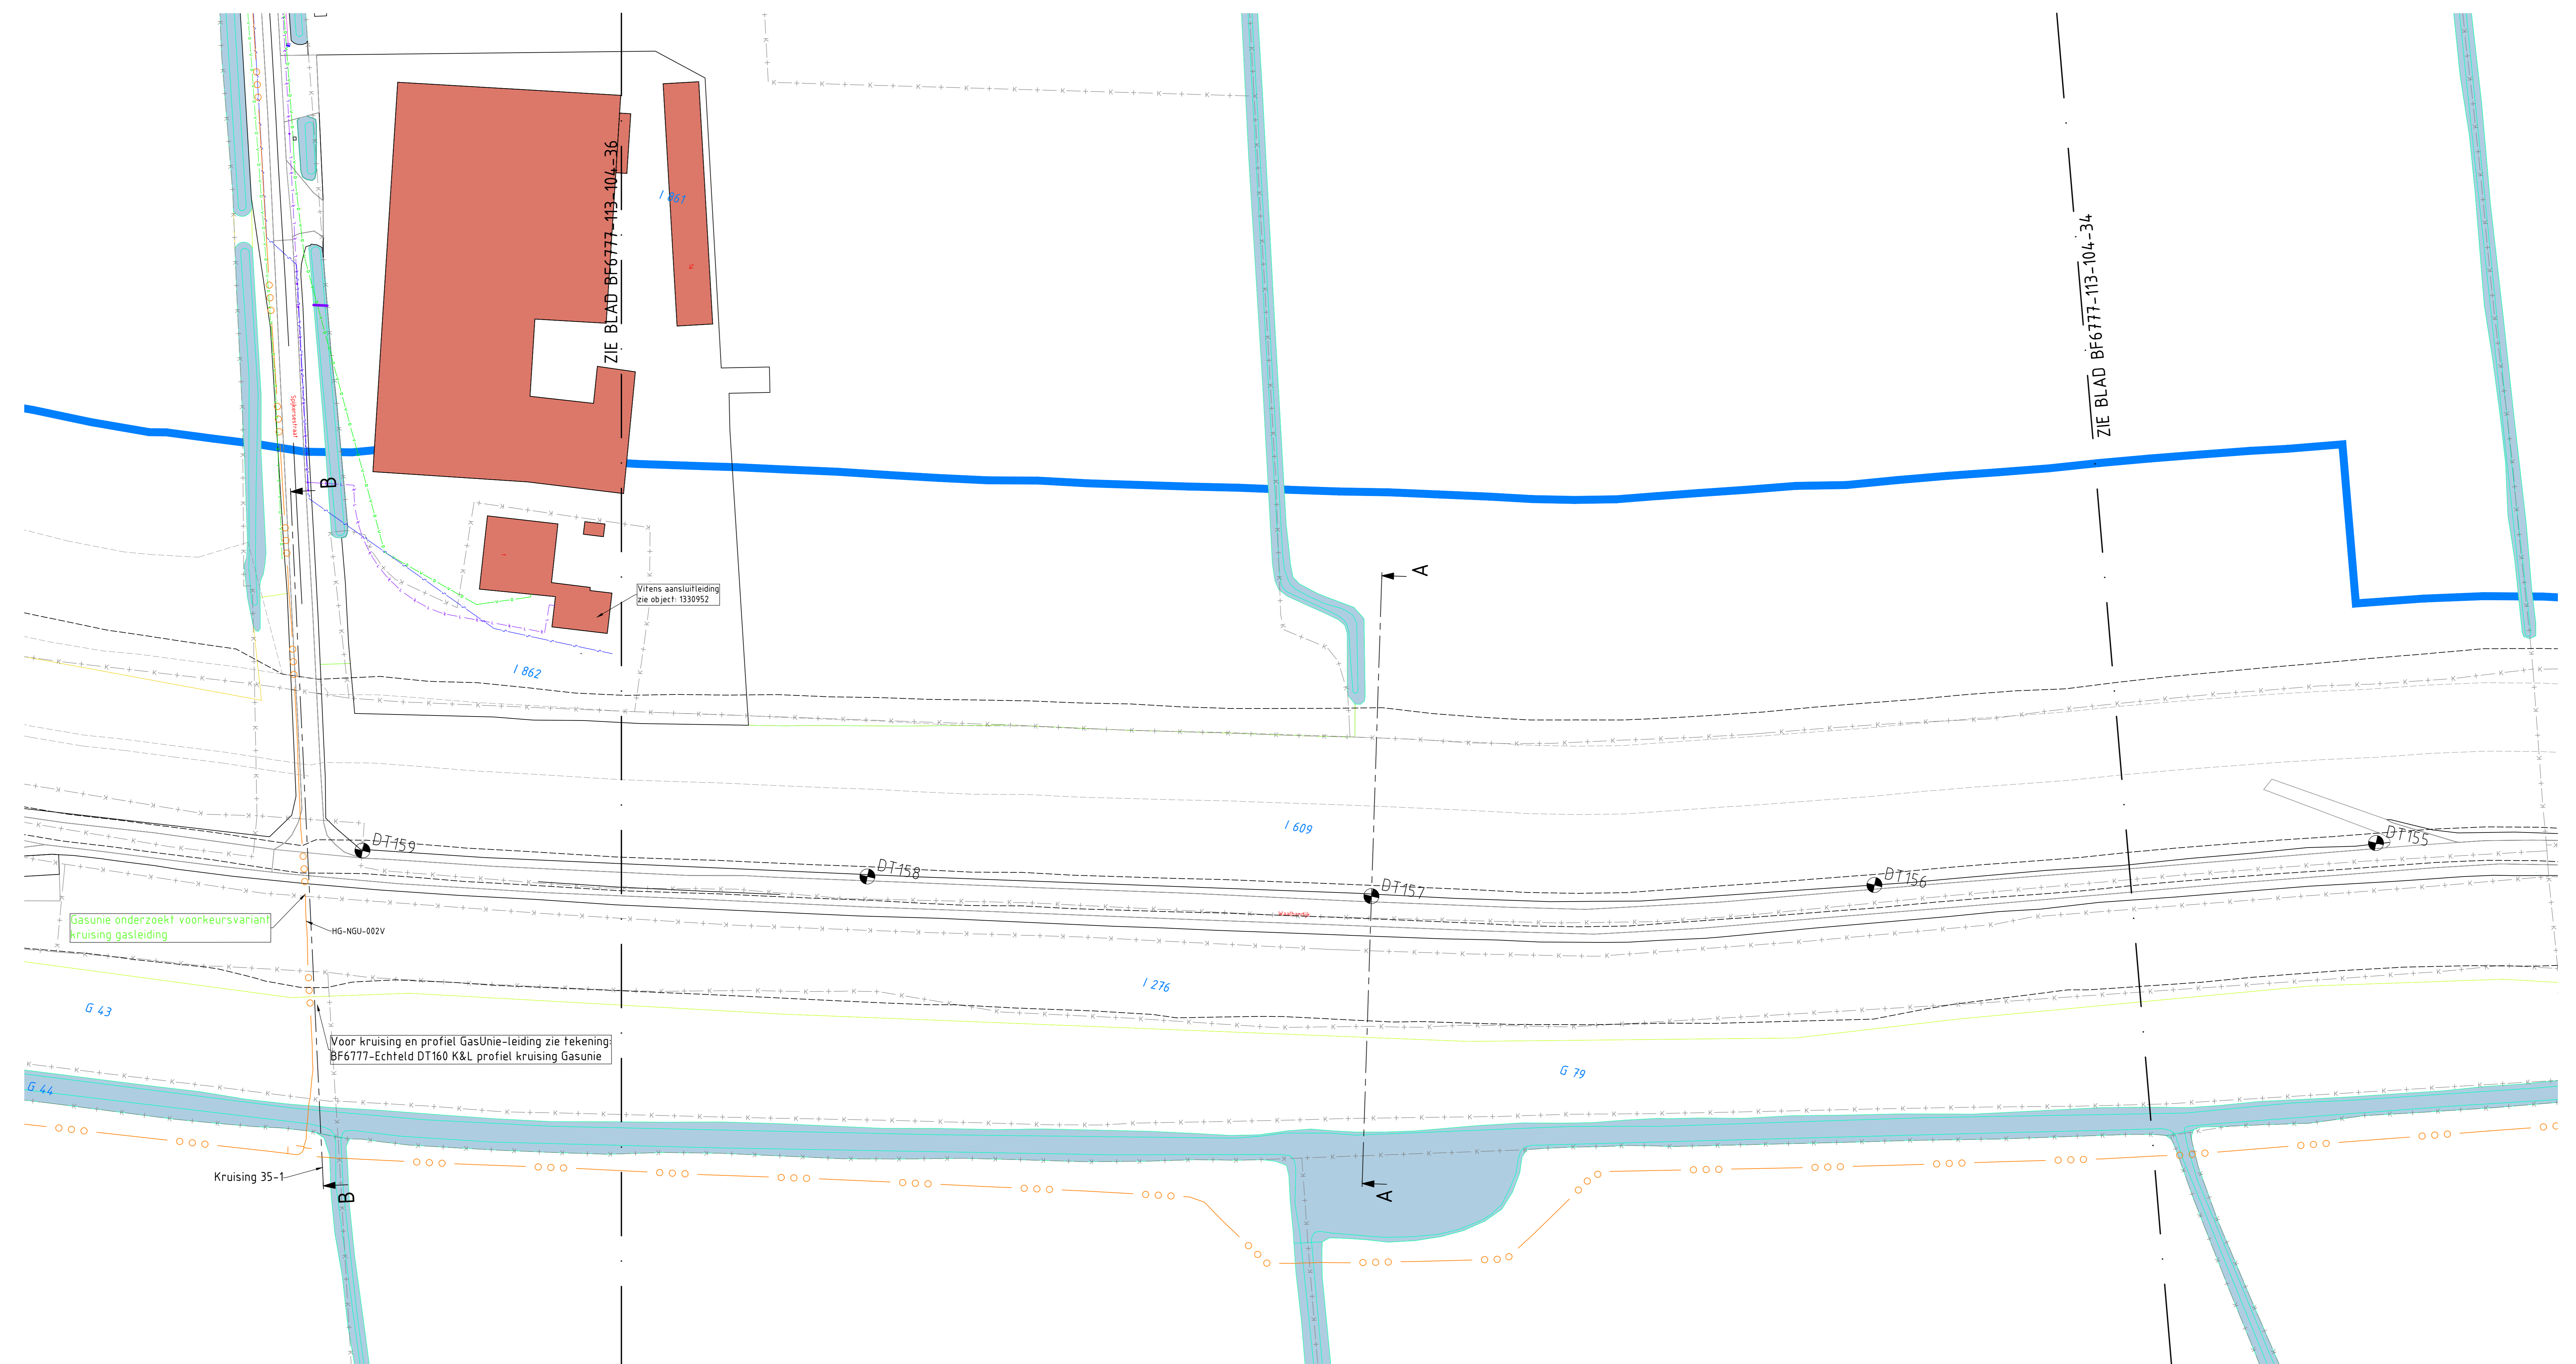 ZIE BLAD BF6777-113-104-36
I 861
ZIE BLAD BF6777-113-104-34
Spijkersestraat
B
A
Vitens aansluitleiding
zie object: 1330952
I 862
I 609
DT159
DT158
DT157
DT156
DT155
Waalbandijk
Gasunie onderzoekt voorkeursvariant
kruising gasleiding
HG-NGU-002V
I 276
G 43
Voor kruising en profiel GasUnie-leiding zie tekening:
BF6777-Echteld DT160 K&L profiel kruising Gasunie
G 79
G 44
Kruising 35-1
B
A